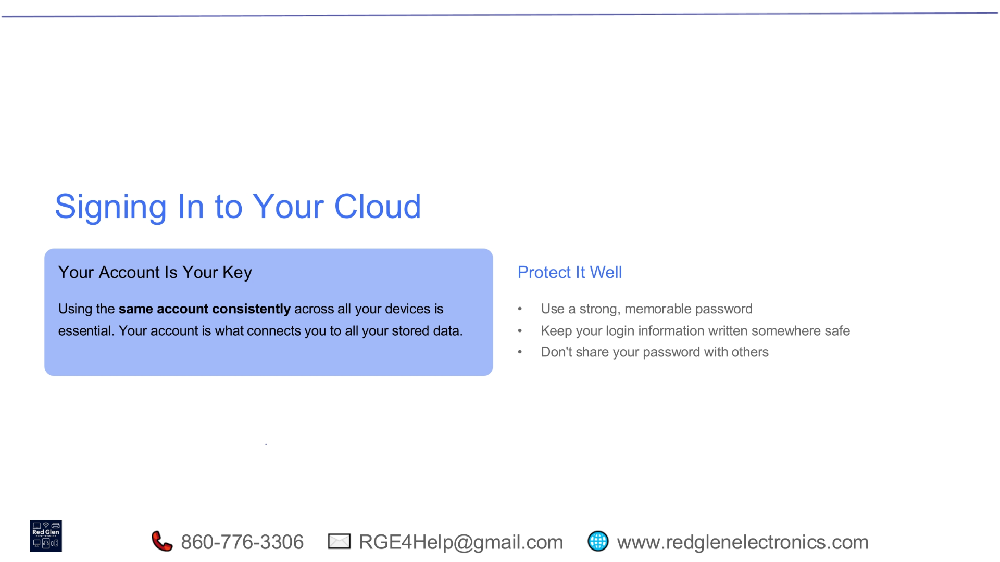 Signing In to Your Cloud
Your Account Is Your Key
Using the same account consistently across all your devices is
essential. Your account is what connects you to all your stored data.
Protect It Well
• Use a strong, memorable password
• Keep your login information written somewhere safe
• Don't share your password with others
.
Red Glen
ELECTRONICS
860-776-3306
RGE4Help@gmail.com
www.redglenelectronics.com